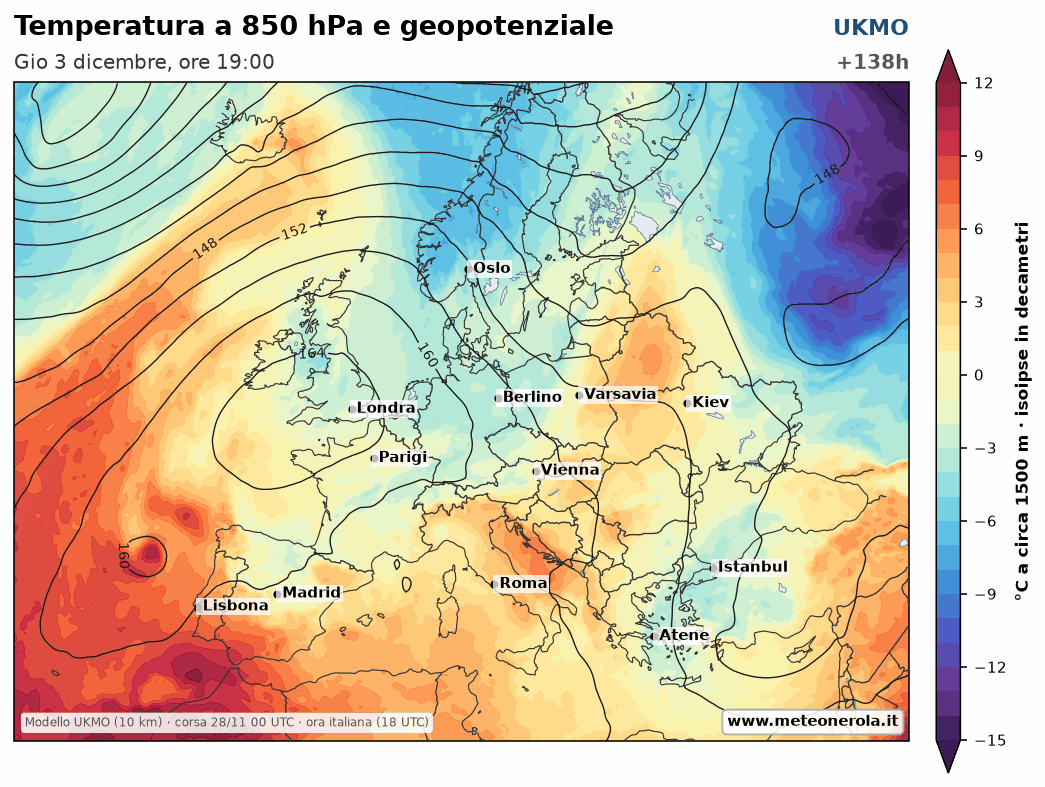 Temperatura a 850 hPa e geopotenziale
UKMO
Gio 3 dicembre, ore 19:00
+138h
148
152
148
160
164
160
Oslo
Berlino
Varsavia
Kiev
Londra
Parigi
Vienna
Istanbul
Roma
Madrid
Lisbona
Atene
12
9
6
3
0
−3
−6
−9
−12
−15
°C a circa 1500 m · isoipse in decametri
Modello UKMO (10 km) · corsa 28/11 00 UTC · ora italiana (18 UTC)
www.meteonerola.it